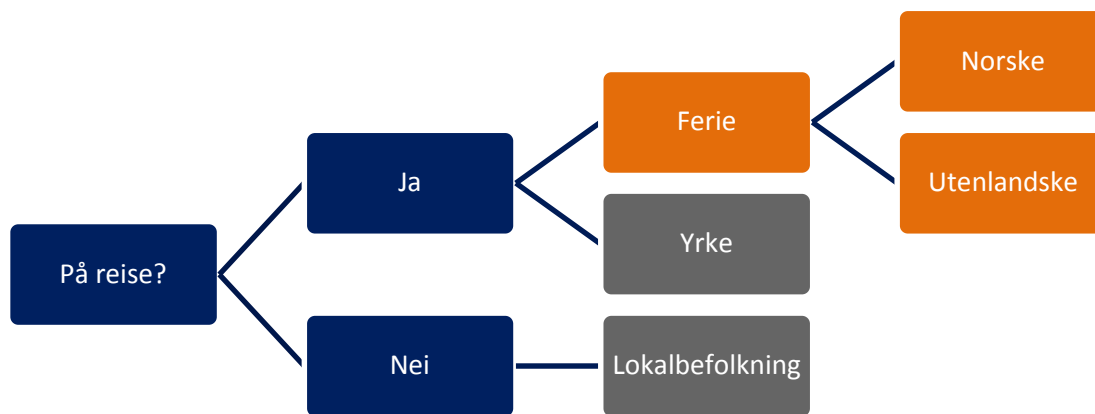 På reise?
Ja
Nei
Ferie
Yrke
Lokalbefolkning
Norske
Utenlandske